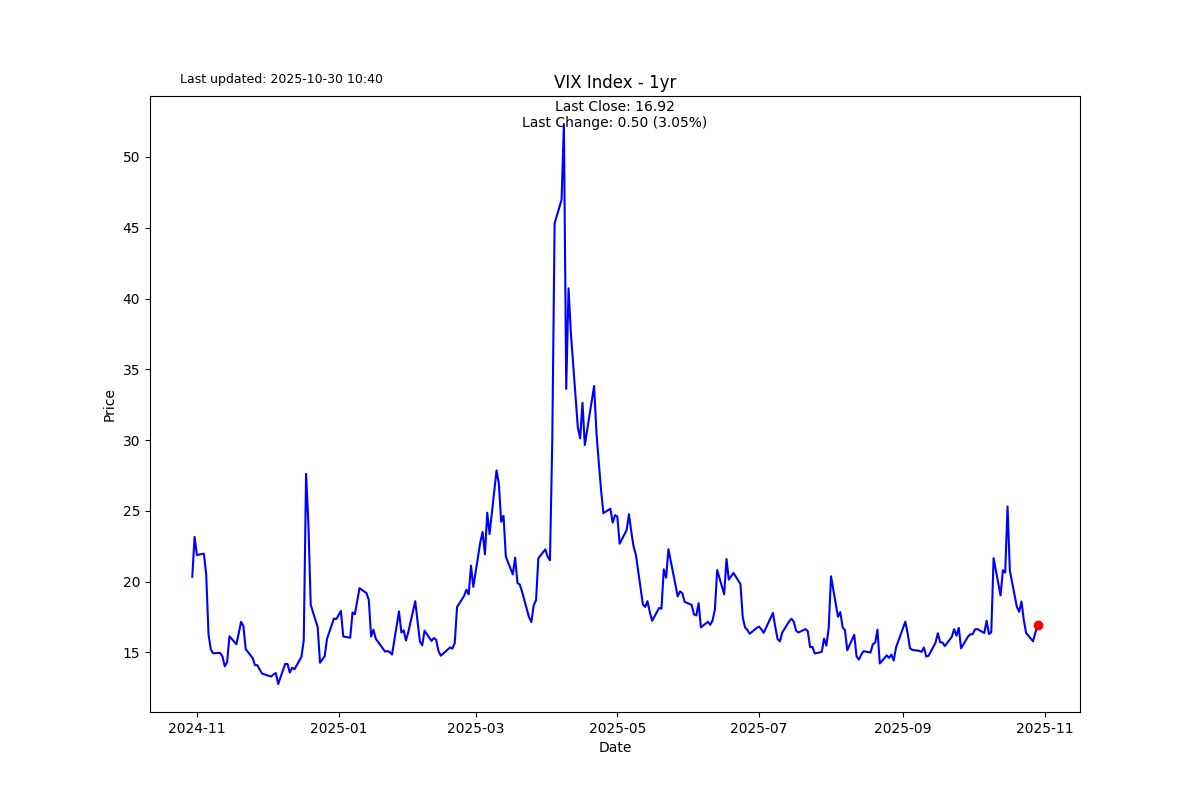 Last updated: 2025-10-30 10:40
VIX Index - 1yr
Last Close: 16.92
Last Change: 0.50 (3.05%)
Price
50
45
40
35
30
25
20
15
2024-11
2025-01
2025-03
2025-05
2025-07
2025-09
2025-11
Date